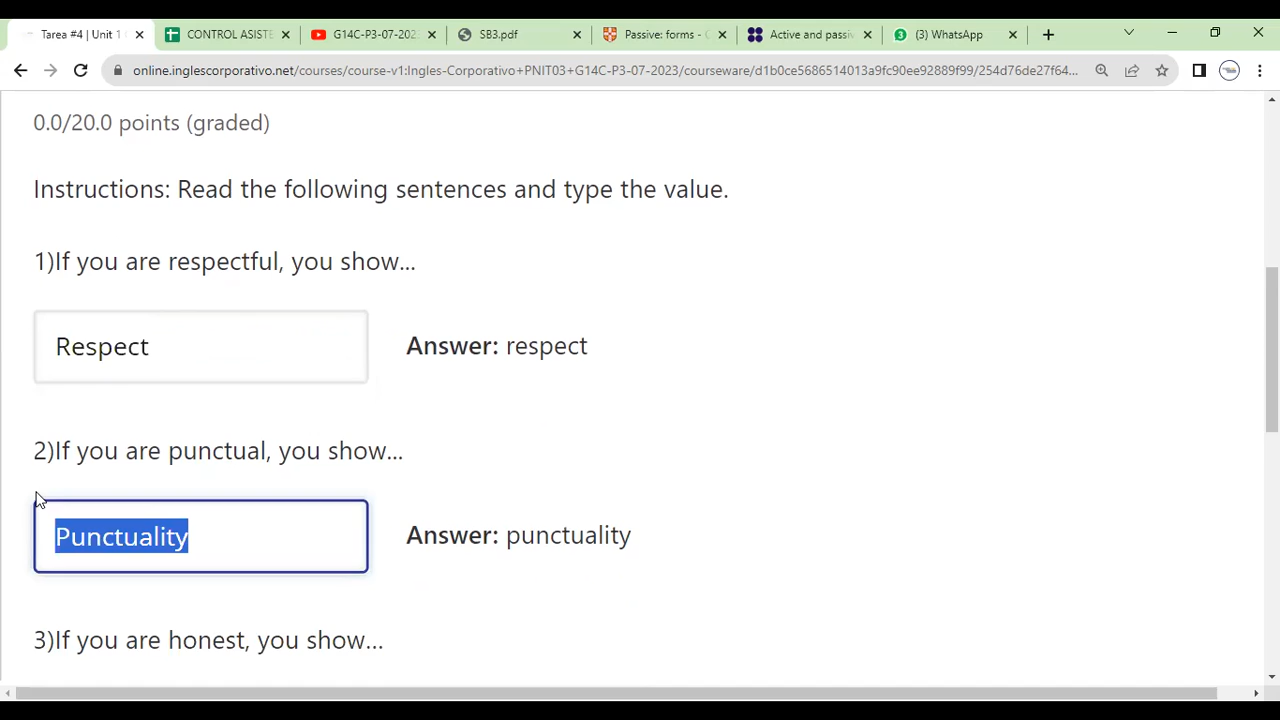 Tarea #4 | Unit 1
CONTROL ASISTE
G14C-P3-07-202
SB3.pdf
Passive: forms - C
Active and passiv
(3) WhatsApp
online.inglescorporativo.net/courses/course-v1:Ingles-Corporativo+PNIT03+G14C-P3-07-2023/courseware/d1b0ce5686514013a9fc90ee92889f99/254d76de27f64...
0.0/20.0 points (graded)
Instructions: Read the following sentences and type the value.
1)If you are respectful, you show...
Respect
Answer: respect
2)If you are punctual, you show...
Punctuality
Answer: punctuality
3)If you are honest, you show...